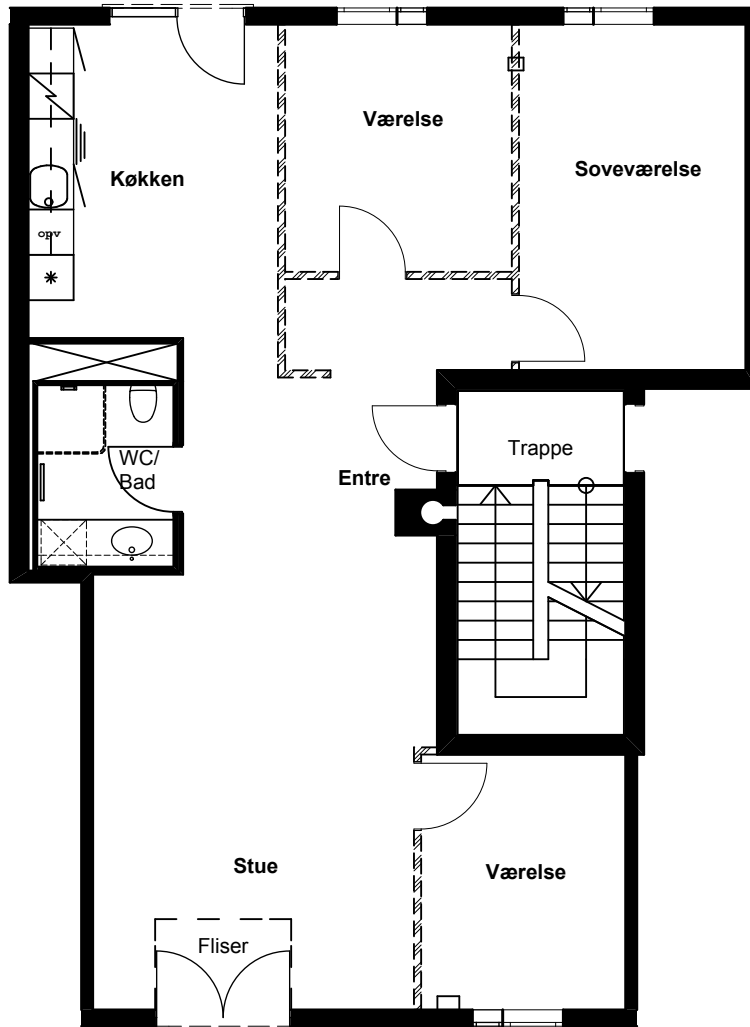 Værelse
Soveværelse
Køkken
opv
Trappe
WC/
Bad
Entre
Stue
Værelse
Fliser